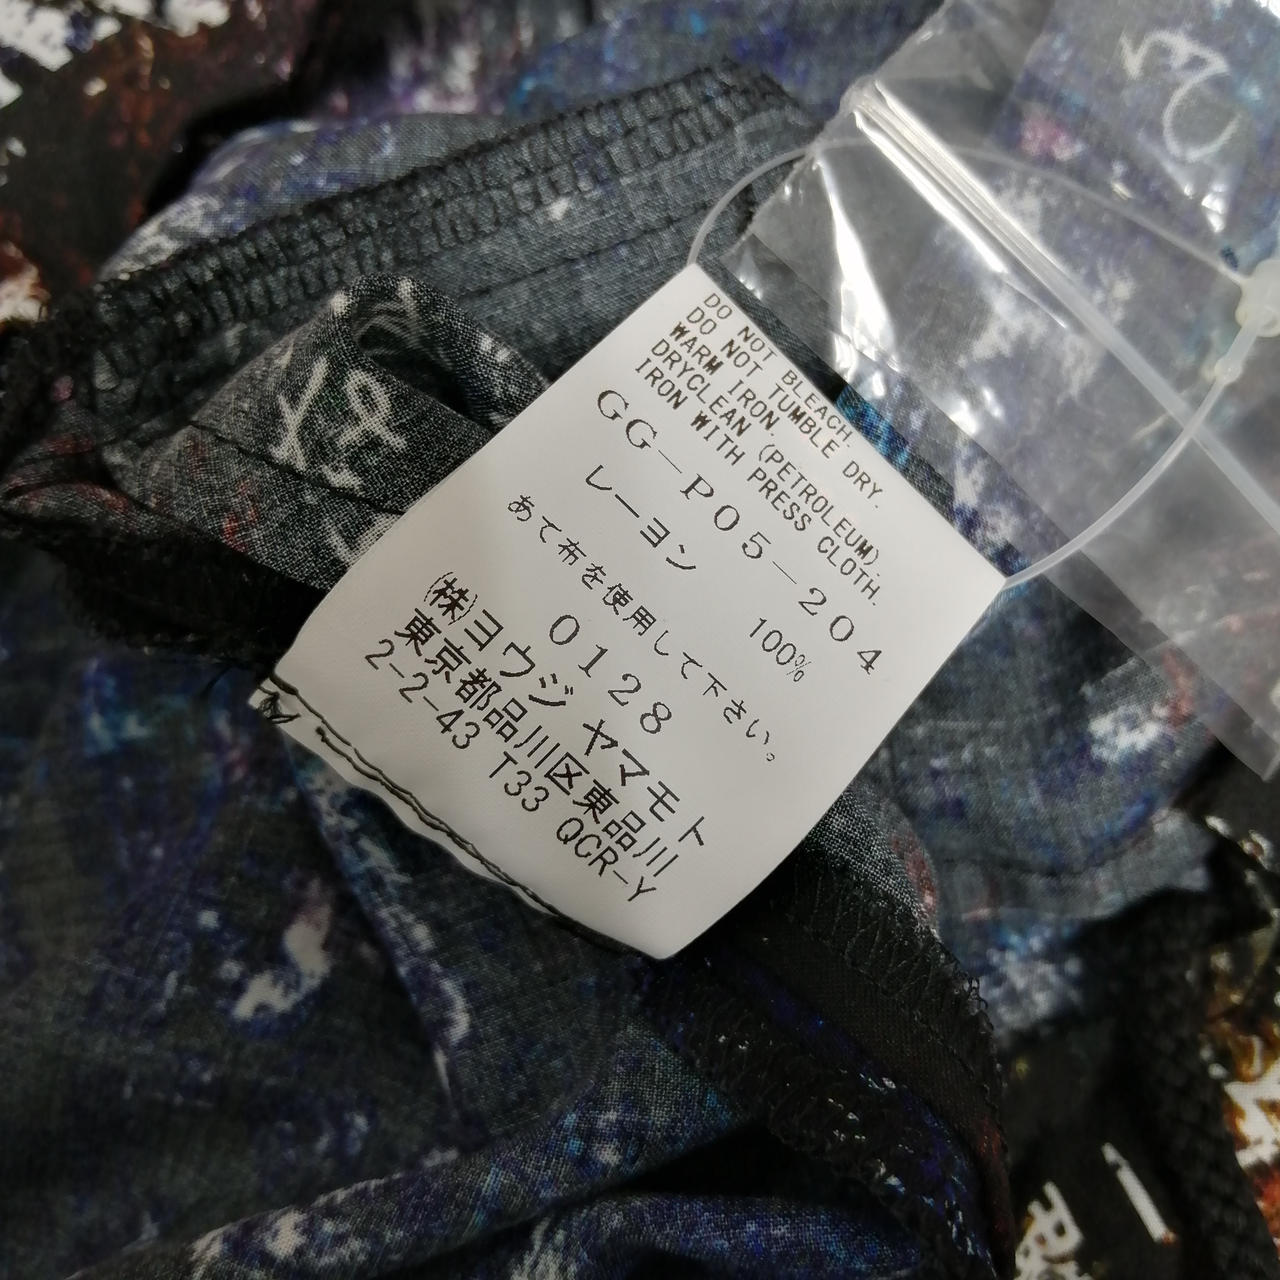 DO NOT BLEACH.
DO NOT TUMBLE DRY.
WARM IRON.
DRYCLEAN (PETROLEUM).
IRON WITH PRESS CLOTH.
GG-P05-204
レーヨン 100%
あて布を使用して下さい。
0128
(株)ヨウジ ヤマモト
東京都品川区東品川
2-2-43 T33 QCR-Y